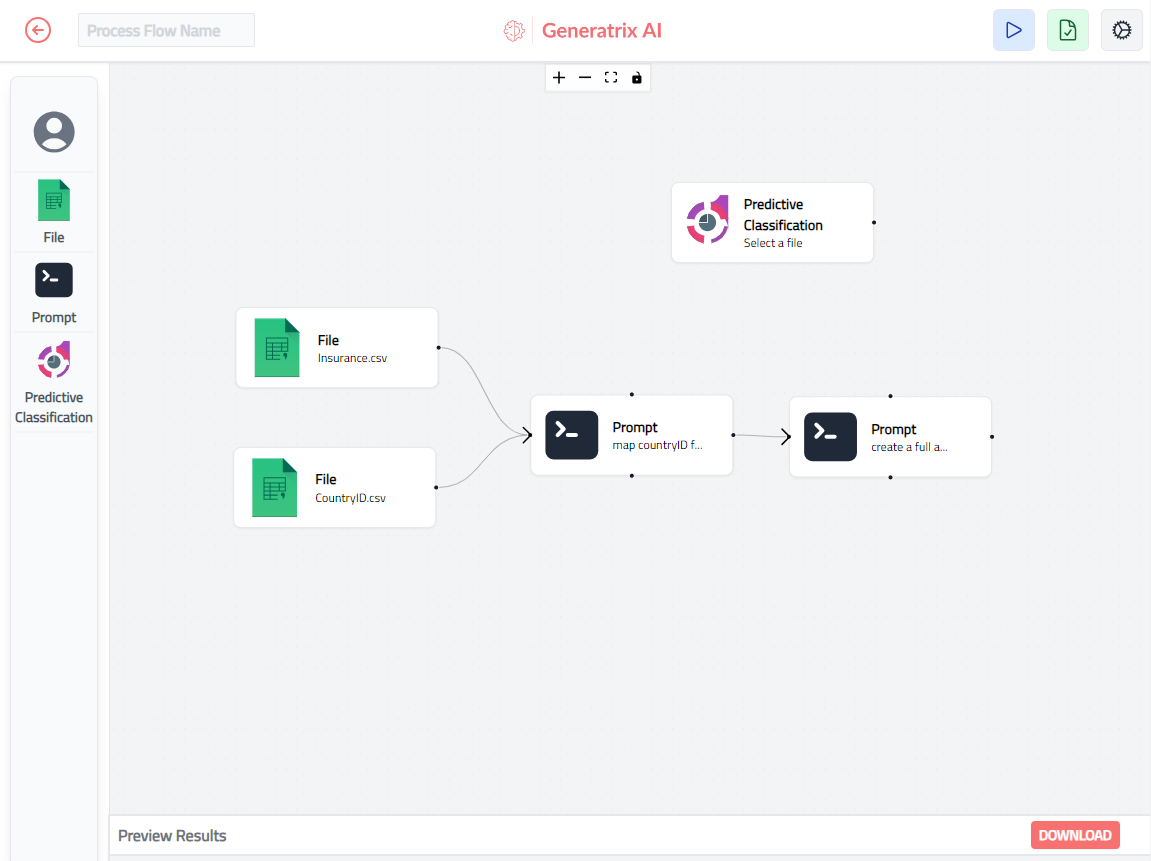 Process Flow Name
Generatrix AI
File
Prompt
Predictive
Classification
Predictive
Classification
Select a file
File
Insurance.csv
File
CountryID.csv
Prompt
map countryID f...
Prompt
create a full a...
Preview Results
DOWNLOAD